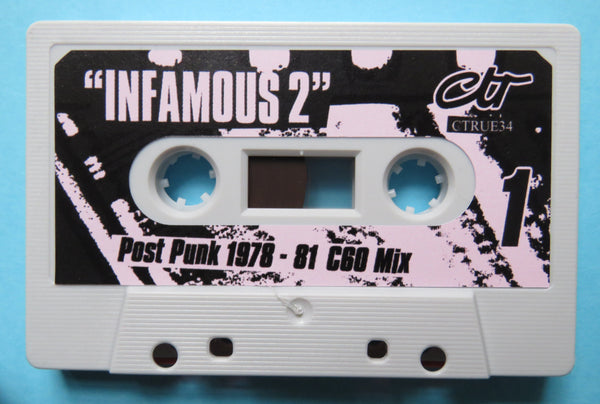 "INFAMOUS 2"
ctr
CTRUE34
1
Post Punk 1978 - 81 C60 Mix